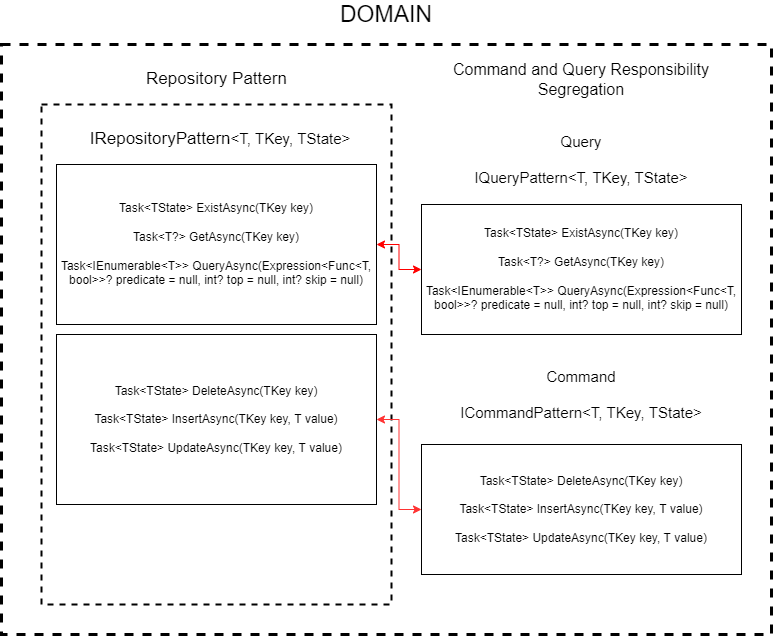 DOMAIN
Repository Pattern
IRepositoryPattern<T, TKey, TState>
Task<TState> ExistAsync(TKey key)
Task<T?> GetAsync(TKey key)
Task<IEnumerable<T>> QueryAsync(Expression<Func<T,
bool>>? predicate = null, int? top = null, int? skip = null)
Task<TState> DeleteAsync(TKey key)
Task<TState> InsertAsync(TKey key, T value)
Task<TState> UpdateAsync(TKey key, T value)
Command and Query Responsibility
Segregation
Query
IQueryPattern<T, TKey, TState>
Task<TState> ExistAsync(TKey key)
Task<T?> GetAsync(TKey key)
Task<IEnumerable<T>> QueryAsync(Expression<Func<T,
bool>>? predicate = null, int? top = null, int? skip = null)
Command
ICommandPattern<T, TKey, TState>
Task<TState> DeleteAsync(TKey key)
Task<TState> InsertAsync(TKey key, T value)
Task<TState> UpdateAsync(TKey key, T value)